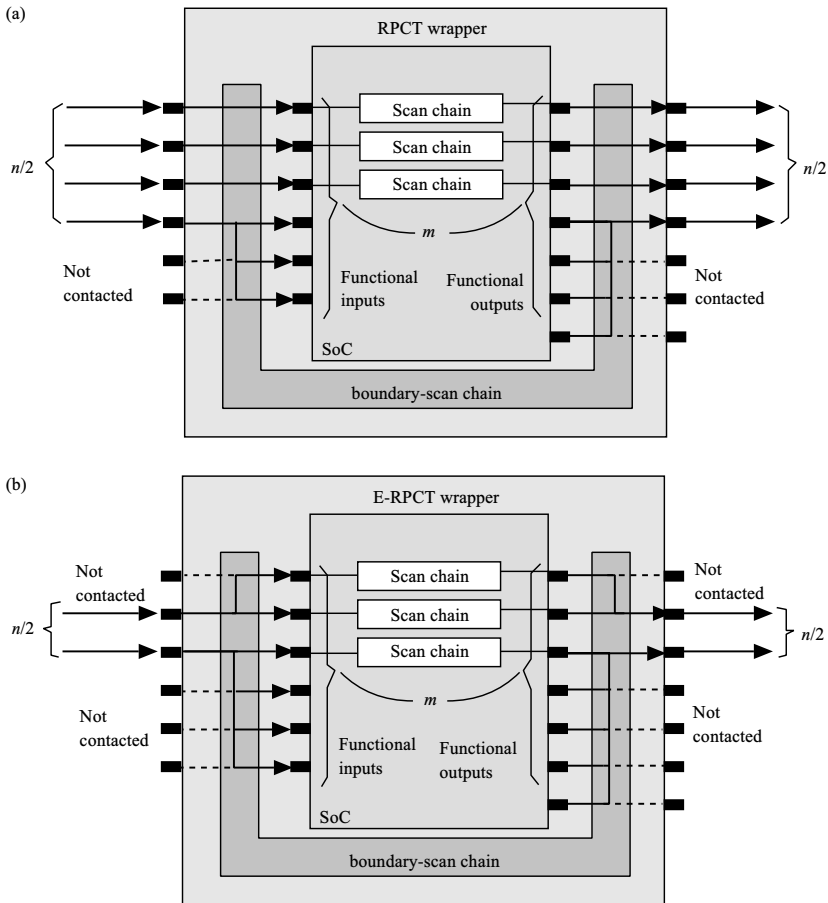 (a)
RPCT wrapper
Scan chain
Scan chain
Scan chain
n/2
n/2
m
Not
contacted
Functional
inputs
Functional
outputs
Not
contacted
SoC
boundary-scan chain
(b)
E-RPCT wrapper
Not
contacted
Scan chain
Scan chain
Scan chain
Not
contacted
n/2
n/2
m
Not
contacted
Functional
inputs
Functional
outputs
Not
contacted
SoC
boundary-scan chain